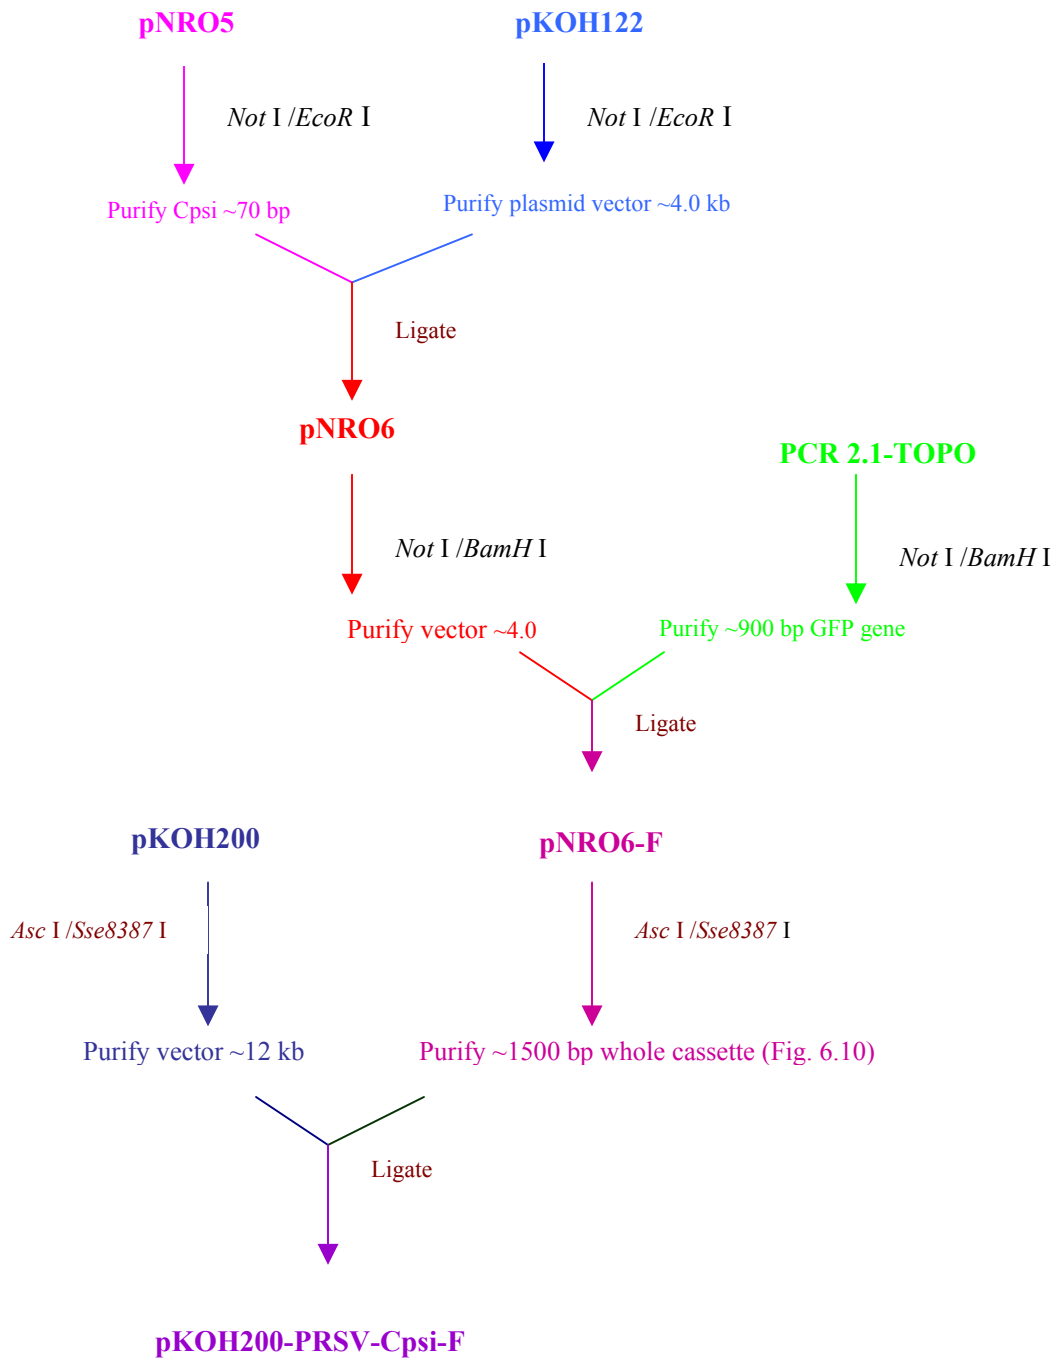 pNRO5
pKOH122
Not I /EcoR I
Not I /EcoR I
Purify Cpsi ~70 bp
Purify plasmid vector ~4.0 kb
Ligate
pNRO6
PCR 2.1-TOPO
Not I /BamH I
Not I /BamH I
Purify vector ~4.0
Purify ~900 bp GFP gene
Ligate
pKOH200
pNRO6-F
Asc I /Sse8387 I
Asc I /Sse8387 I
Purify vector ~12 kb
Purify ~1500 bp whole cassette (Fig. 6.10)
Ligate
pKOH200-PRSV-Cpsi-F